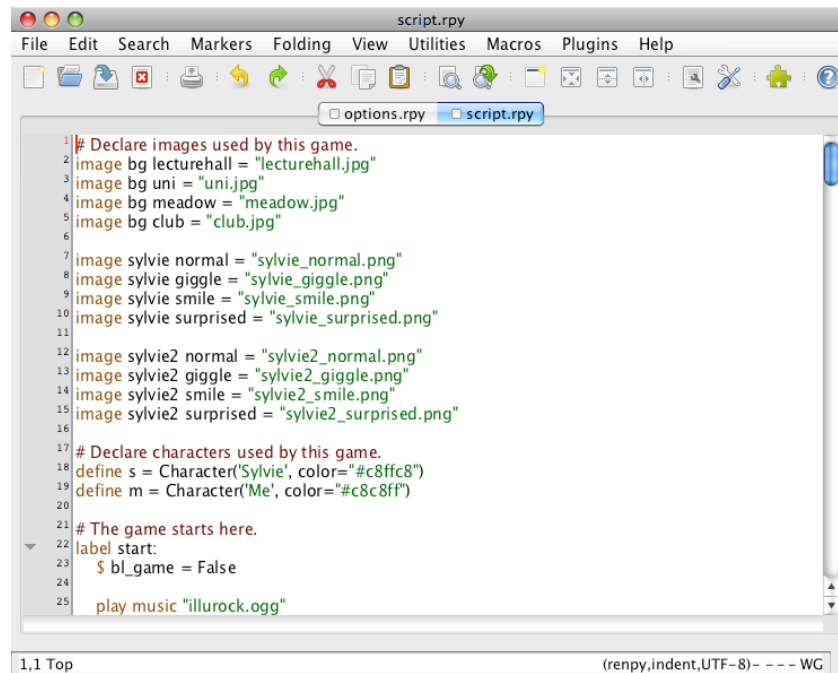 script.rpy
File Edit Search Markers Folding View Utilities Macros Plugins Help
options.rpy script.rpy
1 # Declare images used by this game.
2 image bg lecturehall = "lecturehall.jpg"
3 image bg uni = "uni.jpg"
4 image bg meadow = "meadow.jpg"
5 image bg club = "club.jpg"
6
7 image sylvie normal = "sylvie_normal.png"
8 image sylvie giggle = "sylvie_giggle.png"
9 image sylvie smile = "sylvie_smile.png"
10 image sylvie surprised = "sylvie_surprised.png"
11
12 image sylvie2 normal = "sylvie2_normal.png"
13 image sylvie2 giggle = "sylvie2_giggle.png"
14 image sylvie2 smile = "sylvie2_smile.png"
15 image sylvie2 surprised = "sylvie2_surprised.png"
16
17 # Declare characters used by this game.
18 define s = Character('Sylvie', color="#c8ffc8")
19 define m = Character('Me', color="#c8c8ff")
20
21 # The game starts here.
22 label start:
23     $ bl_game = False
24
25     play music "illurock.ogg"
1,1 Top (renpy,indent,UTF-8)- - - - WG